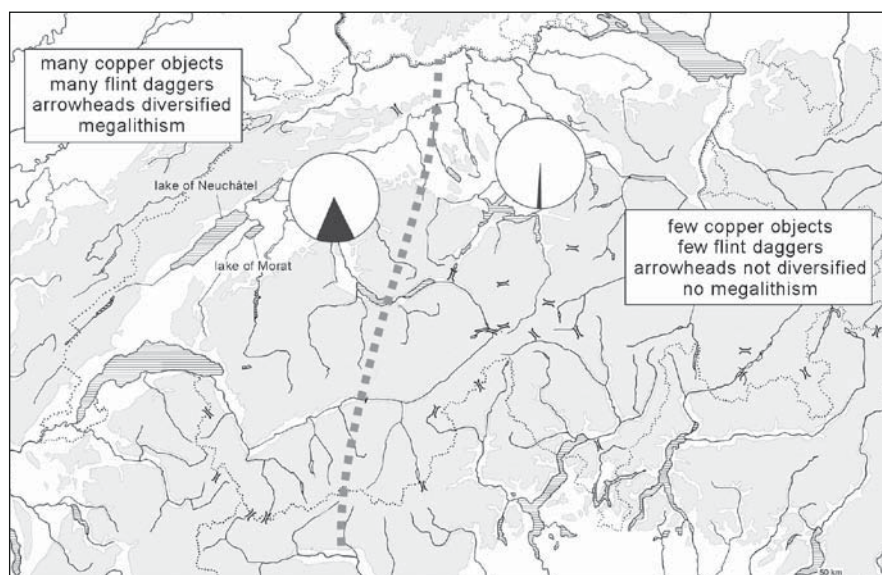 many copper objects
many flint daggers
arrowheads diversified
megalithism
lake of Neuchâtel
lake of Morat
few copper objects
few flint daggers
arrowheads not diversified
no megalithism
50 km